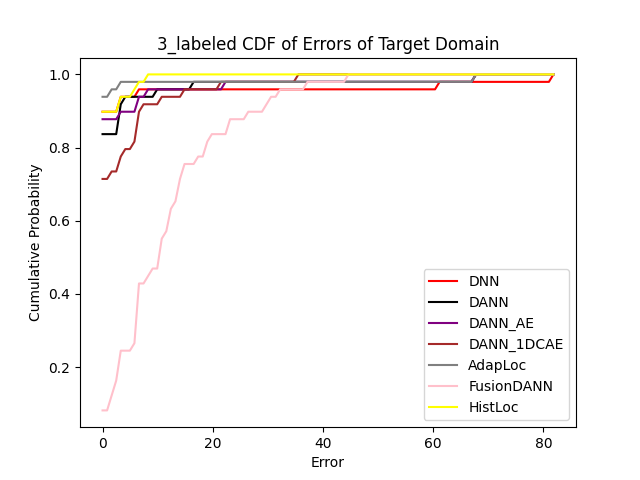 3_labeled CDF of Errors of Target Domain
Cumulative Probability
1.0
0.8
0.6
0.4
0.2
0
20
40
60
80
Error
DNN
DANN
DANN_AE
DANN_1DCAE
AdapLoc
FusionDANN
HistLoc